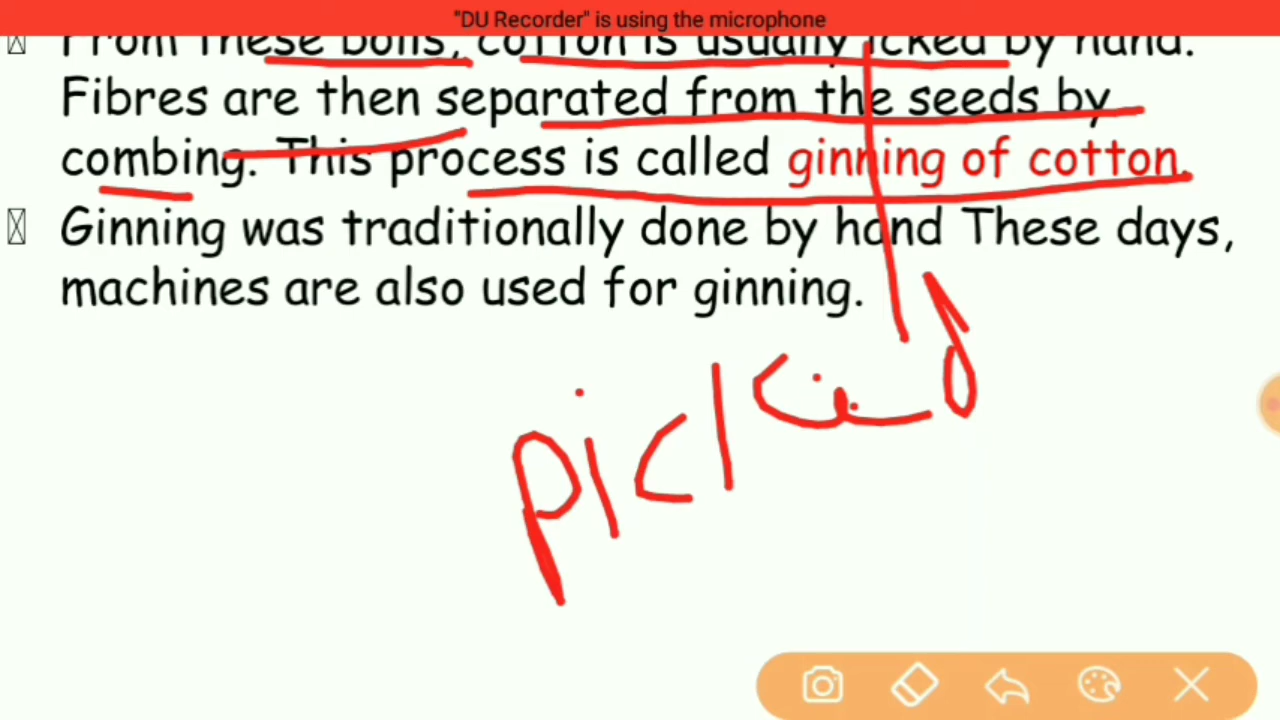 "DU Recorder" is using the microphone
From these bolls, cotton is usually icked by hand.
Fibres are then separated from the seeds by
combing. This process is called ginning of cotton.
Ginning was traditionally done by hand These days,
machines are also used for ginning.
picked